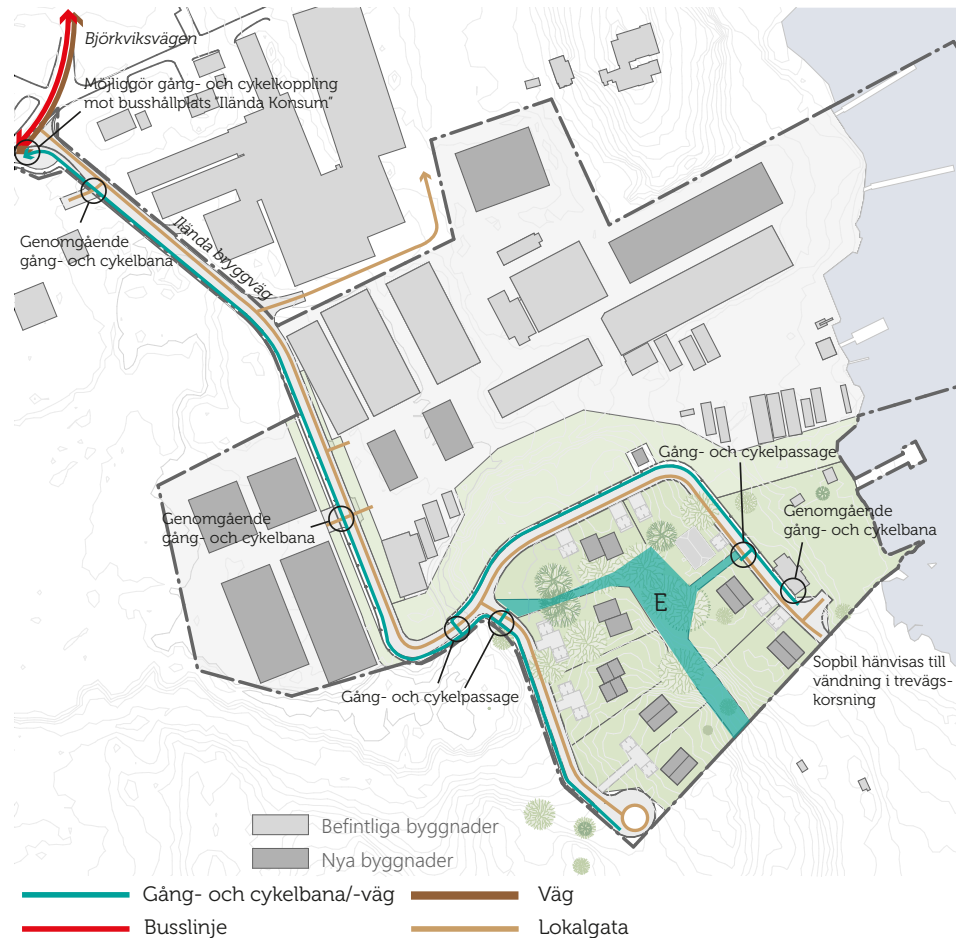 Björkviksvägen
Möjliggör gång- och cykelkoppling
mot busshållplats "Ilända Konsum"
Genomgående
gång- och cykelbana
Ilända bryggväg
Gång- och cykelpassage
Genomgående
gång- och cykelbana
Genomgående
gång- och cykelbana
E
Sopbil hänvisas till
vändning i trevägs-
korsning
Gång- och cykelpassage
Befintliga byggnader
Nya byggnader
Gång- och cykelbana/-väg
Väg
Busslinje
Lokalgata